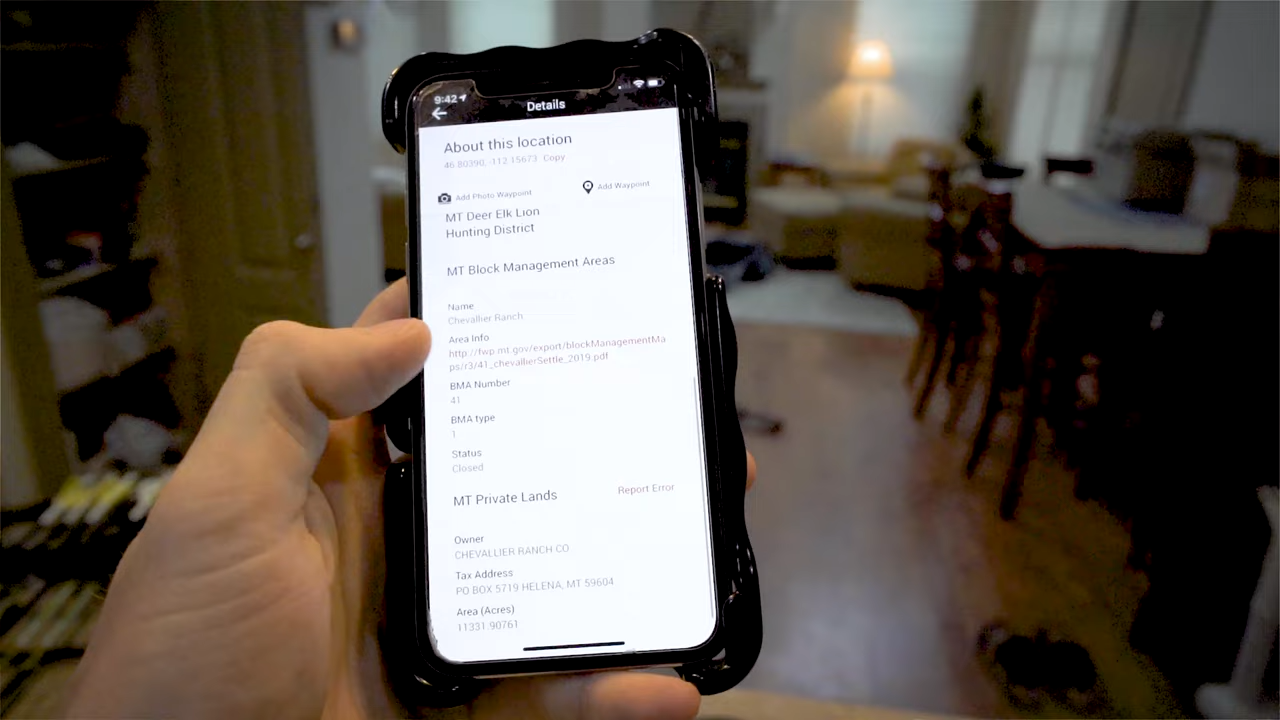 9:42
Details
About this location
46.80390, -112.15673 Copy
Add Photo Waypoint
Add Waypoint
MT Deer Elk Lion
Hunting District
MT Block Management Areas
Name
Chevallier Ranch
Area Info
http://fwp.mt.gov/export/blockManagementMa
ps/r3/41_chevallierSettle_2019.pdf
BMA Number
41
BMA type
1
Status
Closed
MT Private Lands
Report Error
Owner
CHEVALLIER RANCH CO
Tax Address
PO BOX 5719 HELENA, MT 59604
Area (Acres)
11331.90761